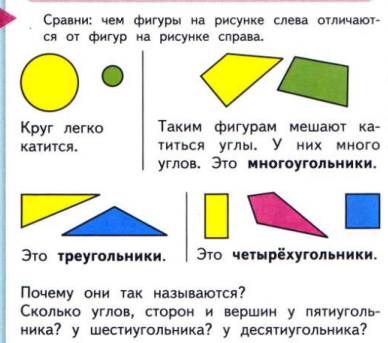 Сравни: чем фигуры на рисунке слева отличают-
ся от фигур на рисунке справа.
Круг легко
катится.
Таким фигурам мешают ка-
титься углы. У них много
углов. Это многоугольники.
Это треугольники.
Это четырёхугольники.
Почему они так называются?
Сколько углов, сторон и вершин у пятиуголь-
ника? у шестиугольника? у десятиугольника?